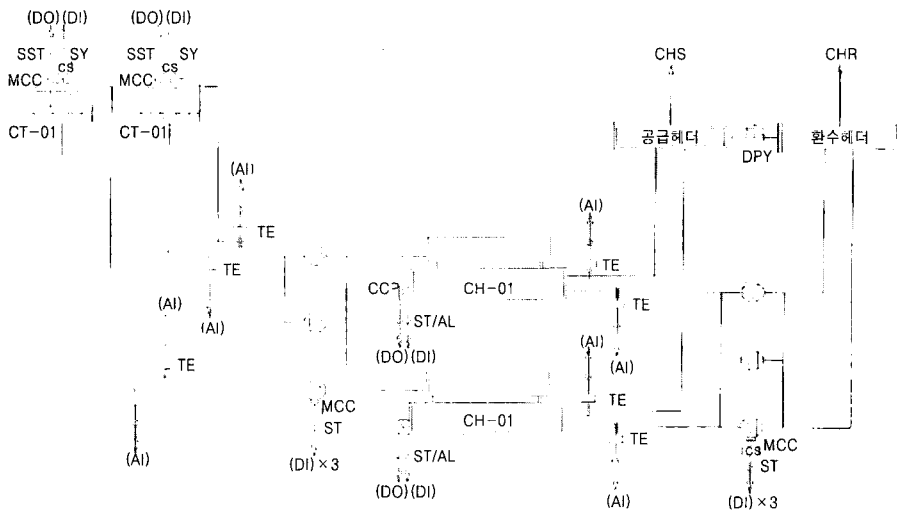 (DO)(DI) (DO)(DI)
SST SY SST SY CHS CHR
CS CS
MCC MCC
CT-01 CT-01 공급헤더 환수헤더
DPY
(AI)
(AI)
TE
TE TE
CH-01
(AI) TE
(AI) ST/AL
(AI)
TE (DO)(DI) (AI)
MCC TE
ST CH-01
TE
CS MCC
(AI) ST/AL ST
(DI)×3
(DO)(DI) (AI) (DI)×3